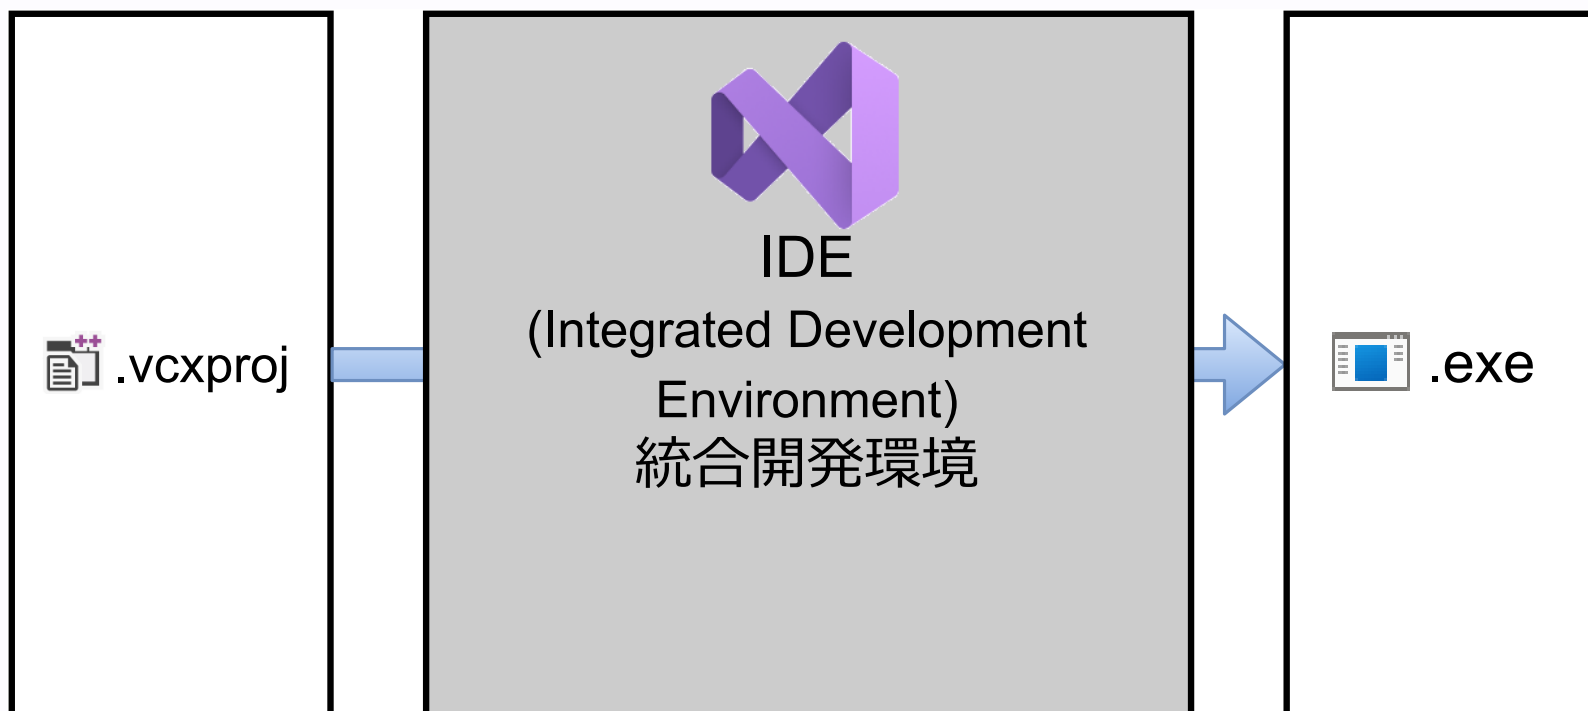 IDE
(Integrated Development
Environment)
統合開発環境
.vcxproj
.exe